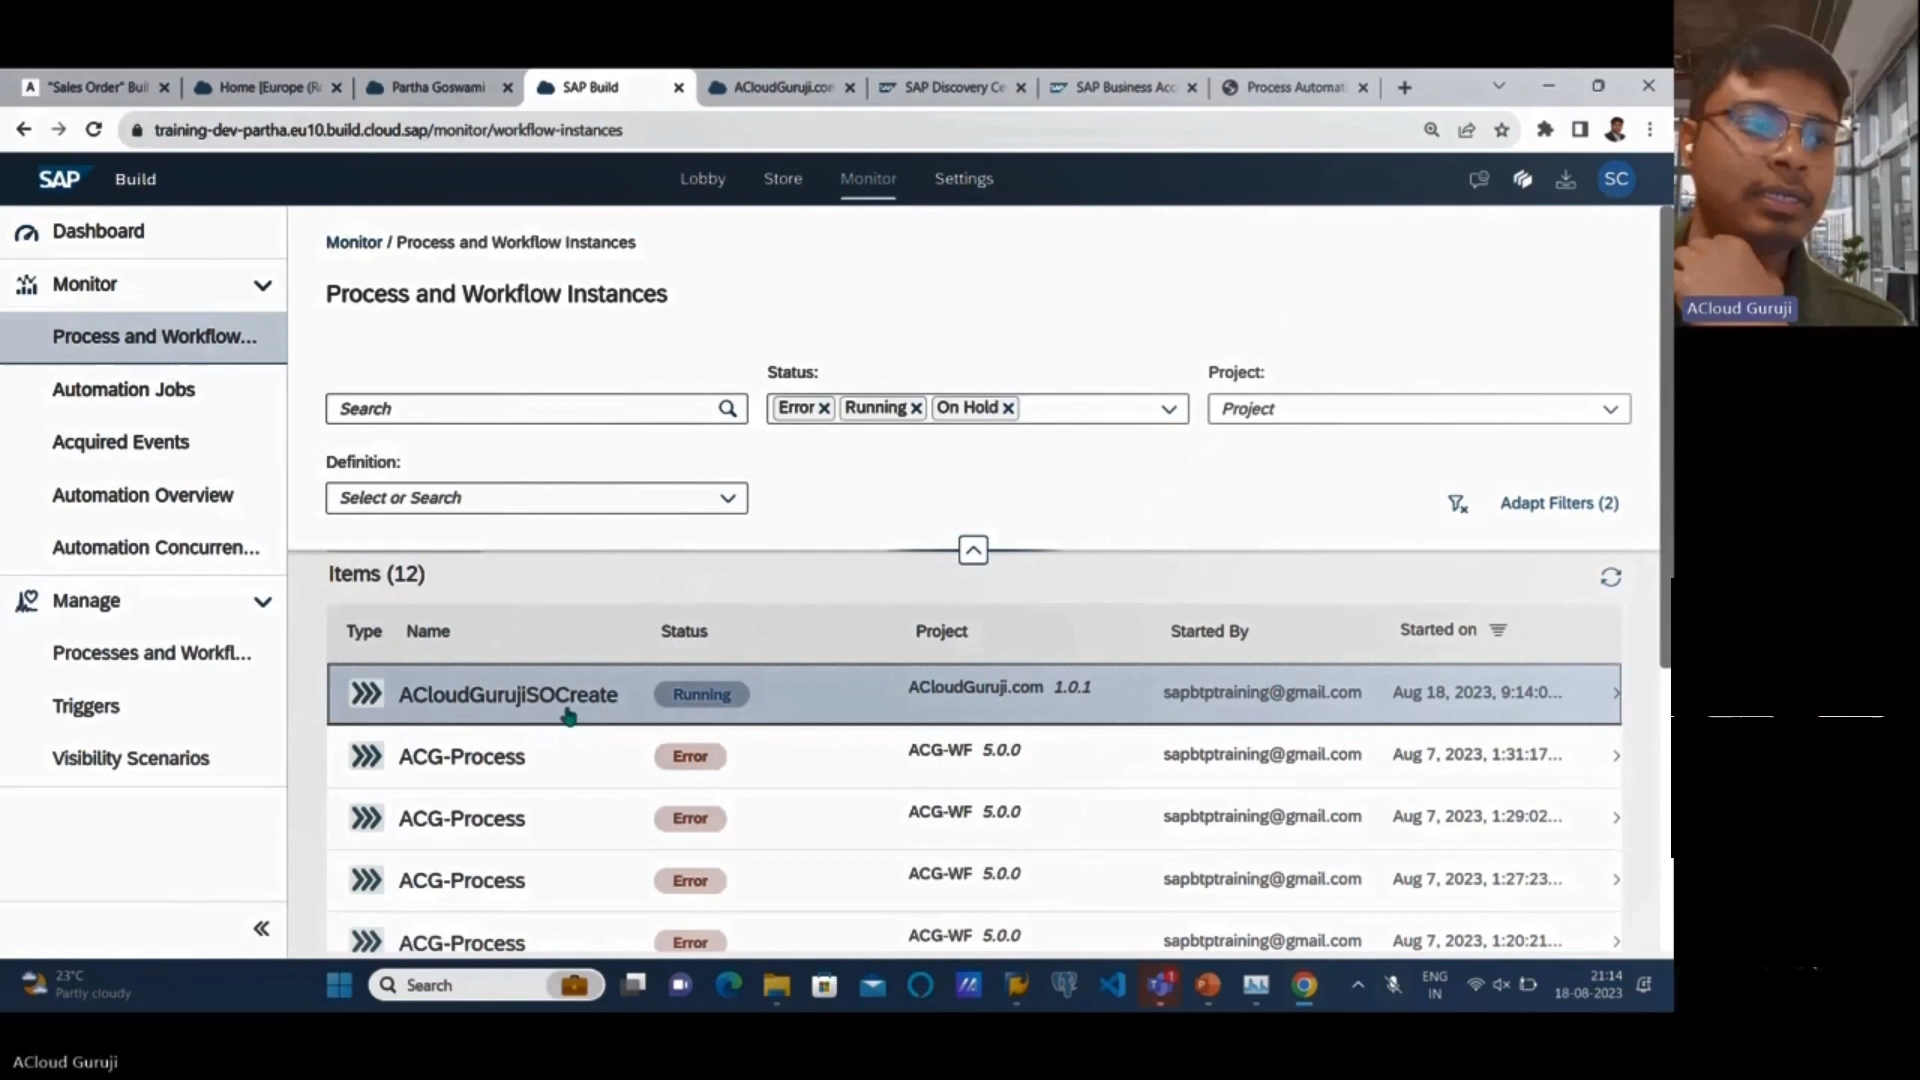 "Sales Order" Buil
Home [Europe (R
Partha Goswami
SAP Build
ACloudGuruji.con
SAP Discovery Ce
SAP Business Acc
Process Automat
training-dev-partha.eu10.build.cloud.sap/monitor/workflow-instances
SAP Build
Lobby
Store
Monitor
Settings
SC
Dashboard
Monitor
Process and Workflow...
Automation Jobs
Acquired Events
Automation Overview
Automation Concurren...
Manage
Processes and Workfl...
Triggers
Visibility Scenarios
Monitor / Process and Workflow Instances
Process and Workflow Instances
Status:
Project:
Search
Error
Running
On Hold
Project
Definition:
Select or Search
Adapt Filters (2)
Items (12)
Type Name Status Project Started By Started on
ACloudGurujiSOCreate Running ACloudGuruji.com 1.0.1 sapbtptraining@gmail.com Aug 18, 2023, 9:14:0...
ACG-Process Error ACG-WF 5.0.0 sapbtptraining@gmail.com Aug 7, 2023, 1:31:17...
ACG-Process Error ACG-WF 5.0.0 sapbtptraining@gmail.com Aug 7, 2023, 1:29:02...
ACG-Process Error ACG-WF 5.0.0 sapbtptraining@gmail.com Aug 7, 2023, 1:27:23...
ACG-Process Error ACG-WF 5.0.0 sapbtptraining@gmail.com Aug 7, 2023, 1:20:21...
23°C
Partly cloudy
Search
ENG
IN
21:14
18-08-2023
ACloud Guruji
ACloud Guruji